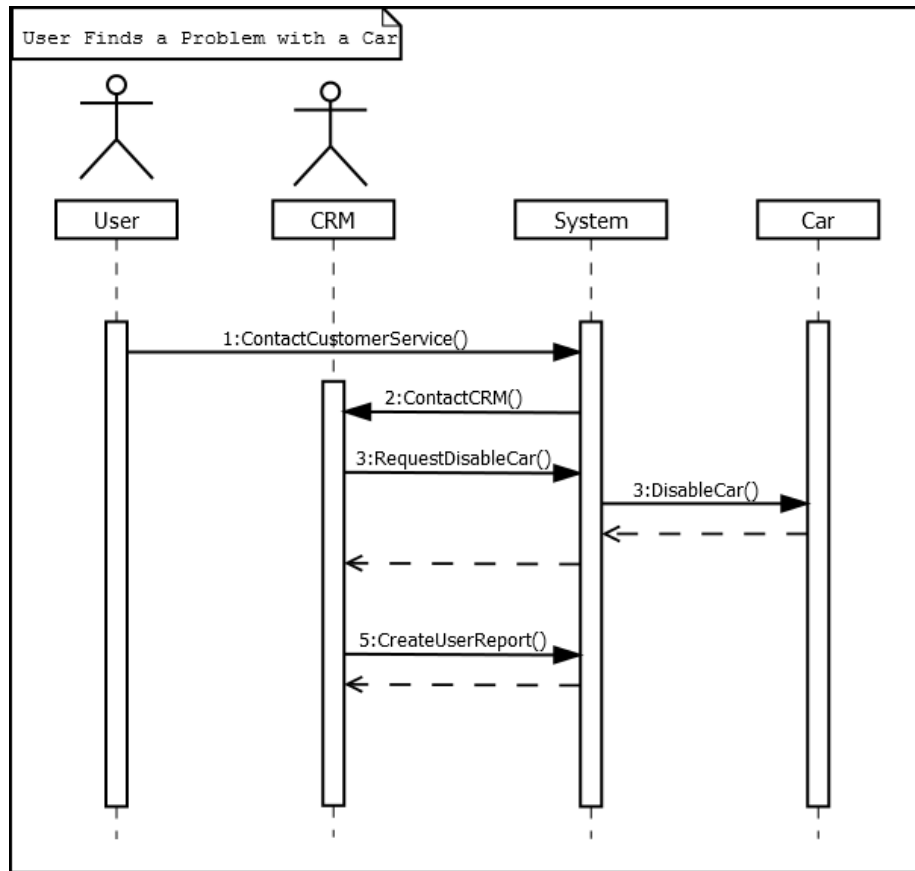 User Finds a Problem with a Car
User
CRM
System
Car
1:ContactCustomerService()
2:ContactCRM()
3:RequestDisableCar()
3:DisableCar()
5:CreateUserReport()